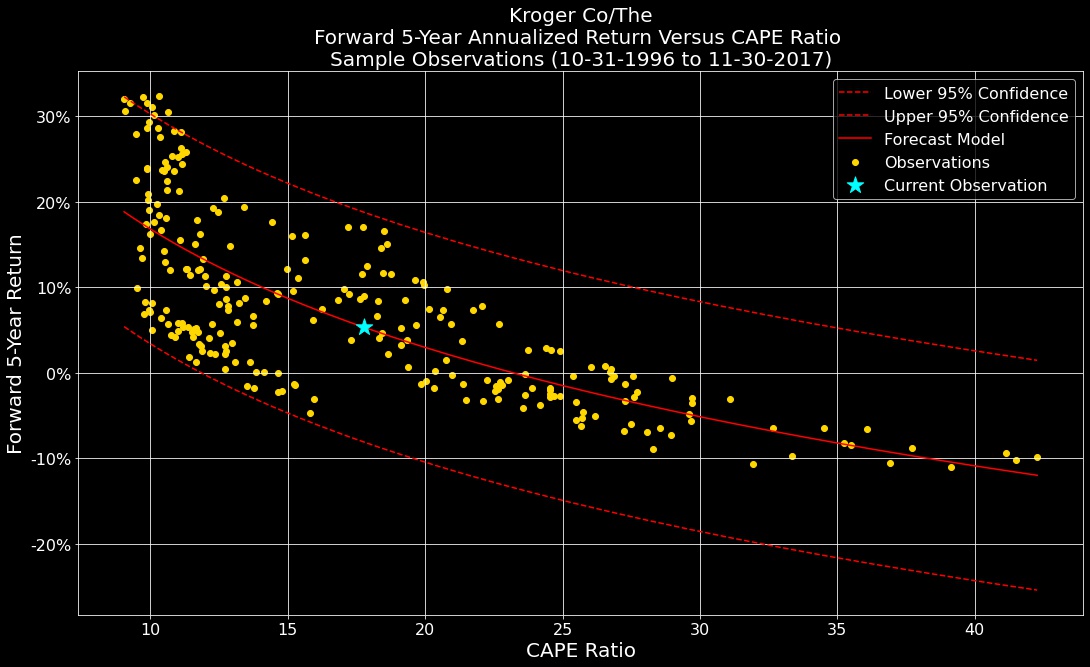 Kroger Co/The
Forward 5-Year Annualized Return Versus CAPE Ratio
Sample Observations (10-31-1996 to 11-30-2017)
Lower 95% Confidence
Upper 95% Confidence
Forecast Model
Observations
Current Observation
Forward 5-Year Return
30%
20%
10%
0%
-10%
-20%
10 15 20 25 30 35 40
CAPE Ratio